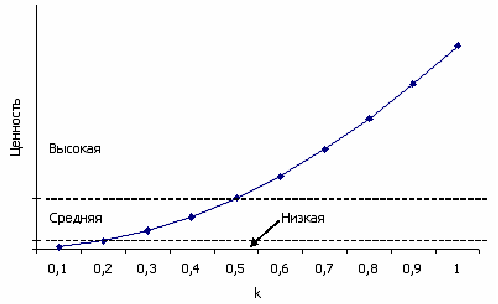 Ценность
Высокая
Средняя
Низкая
0,1 0,2 0,3 0,4 0,5 0,6 0,7 0,8 0,9 1
k